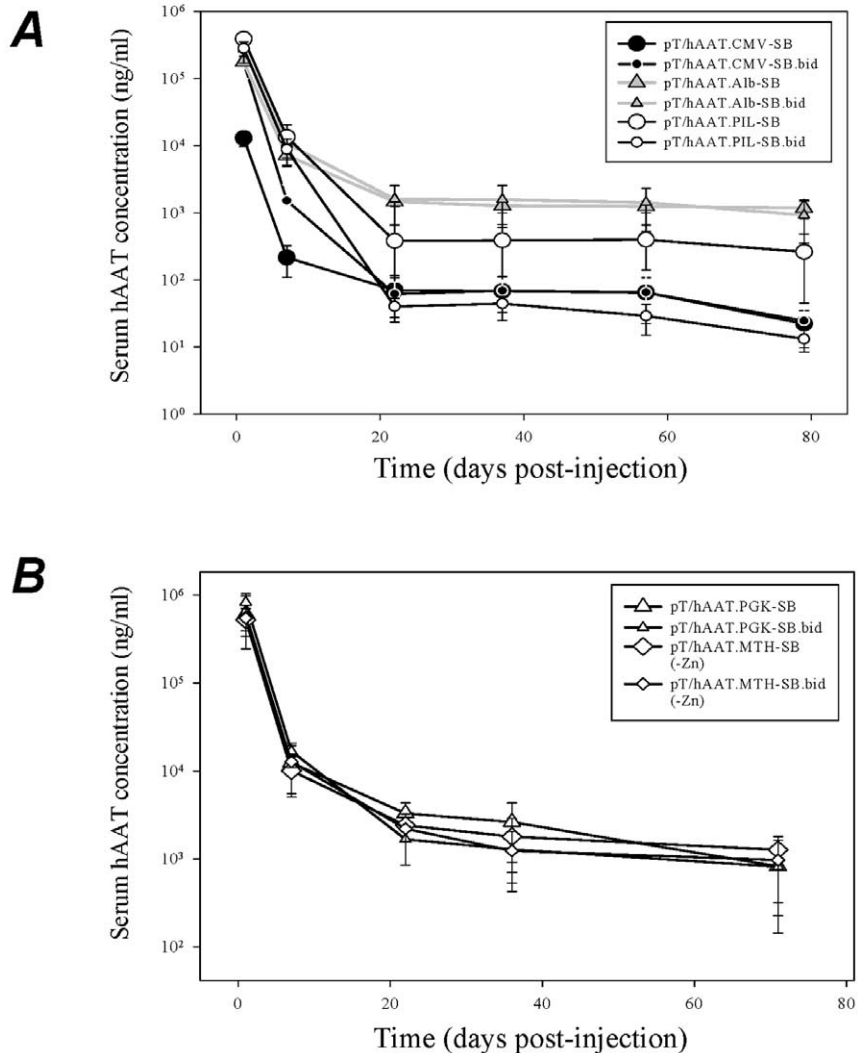 A
Serum hAAT concentration (ng/ml)
10⁶
10⁵
10⁴
10³
10²
10¹
10⁰
pT/hAAT.CMV-SB
pT/hAAT.CMV-SB.bid
pT/hAAT.Alb-SB
pT/hAAT.Alb-SB.bid
pT/hAAT.PIL-SB
pT/hAAT.PIL-SB.bid
0 20 40 60 80
Time (days post-injection)
B
Serum hAAT concentration (ng/ml)
10⁶
10⁵
10⁴
10³
10²
pT/hAAT.PGK-SB
pT/hAAT.PGK-SB.bid
pT/hAAT.MTH-SB
(-Zn)
pT/hAAT.MTH-SB.bid
(-Zn)
0 20 40 60 80
Time (days post-injection)